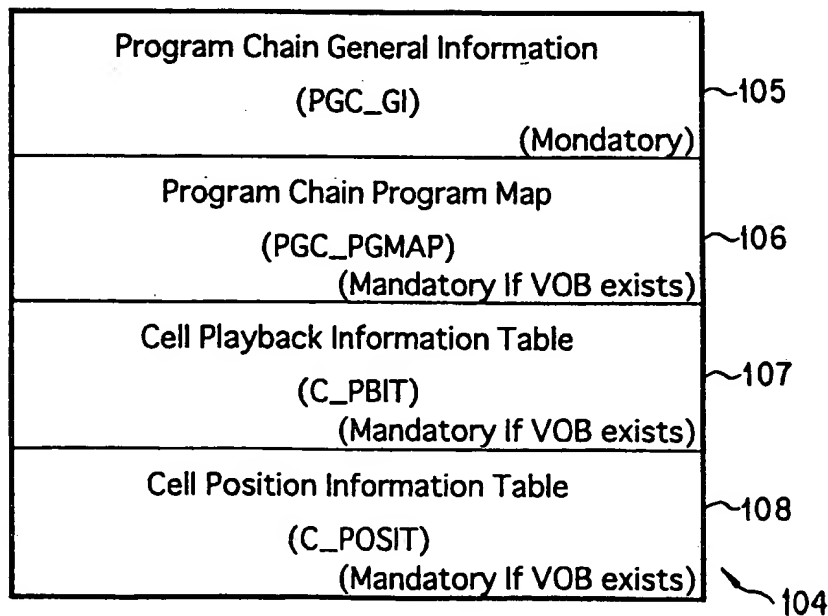 Program Chain General Information
(PGC_GI)
105
(Mondatory)
Program Chain Program Map
(PGC_PGMAP)
106
(Mandatory If VOB exists)
Cell Playback Information Table
(C_PBIT)
107
(Mandatory If VOB exists)
Cell Position Information Table
(C_POSIT)
108
(Mandatory If VOB exists)
104